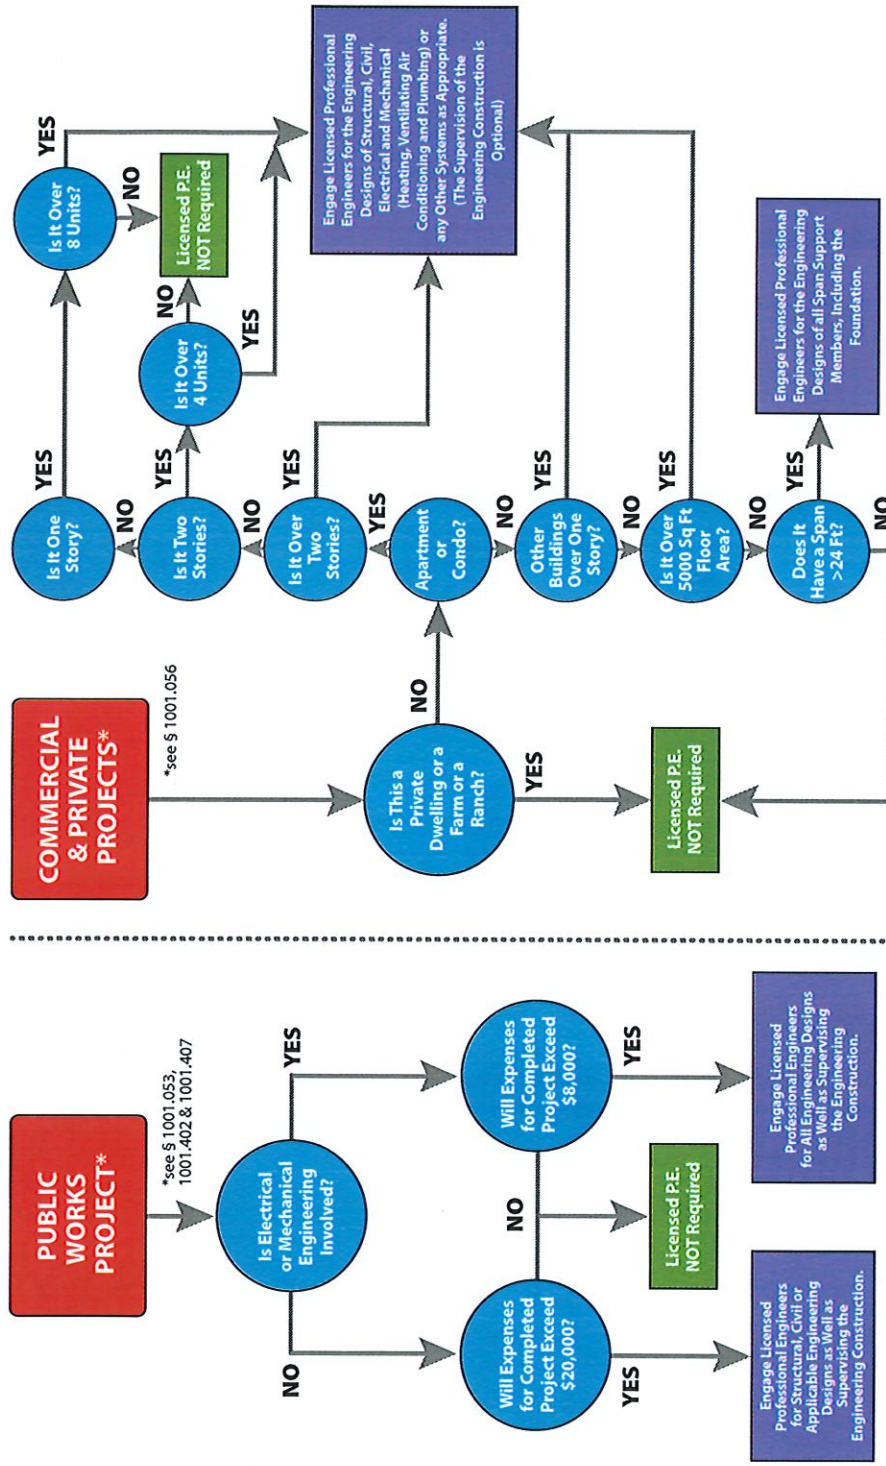 PUBLIC
WORKS
PROJECT*
*see § 1001.053,
1001.402 & 1001.407
Is Electrical
or Mechanical
Engineering
Involved?
NO
YES
Will Expenses
for Completed
Project Exceed
$20,000?
NO
Will Expenses
for Completed
Project Exceed
$8,000?
YES
Licensed P.E.
NOT Required
YES
Engage Licensed
Professional Engineers
for Structural, Civil or
Applicable Engineering
Designs as Well as
Supervising the
Engineering Construction.
Engage Licensed
Professional Engineers
for All Engineering Designs
as Well as Supervising
the Engineering
Construction.
COMMERCIAL
& PRIVATE
PROJECTS*
*see § 1001.056
Is This a
Private
Dwelling or a
Farm or a
Ranch?
NO
YES
Licensed P.E.
NOT Required
Is It One
Story?
YES
Is It Over
8 Units?
YES
NO
NO
Licensed P.E.
NOT Required
Is It Two
Stories?
YES
Is It Over
4 Units?
NO
YES
NO
Is It Over
Two
Stories?
YES
YES
Apartment
or
Condo?
NO
Other
Buildings
Over One
Story?
YES
NO
Is It Over
5000 Sq Ft
Floor
Area?
YES
NO
Does It
Have a Span
>24 Ft?
YES
NO
Engage Licensed Professional
Engineers for the Engineering
Designs of Structural, Civil,
Electrical and Mechanical
(Heating, Ventilating Air
Conditioning and Plumbing) or
any Other Systems as Appropriate.
(The Supervision of the
Engineering Construction is
Optional)
Engage Licensed Professional
Engineers for the Engineering
Designs of all Span Support
Members, Including the
Foundation.